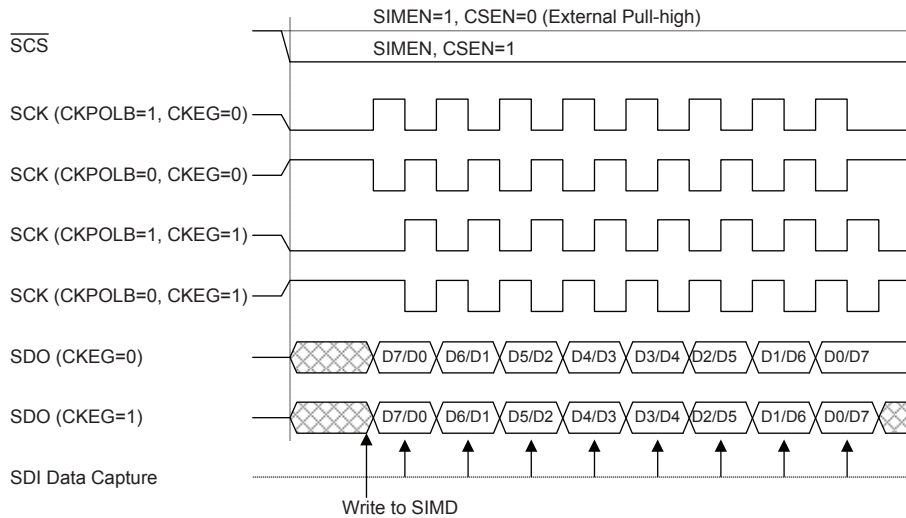 SIMEN=1, CSEN=0 (External Pull-high)
SCS
SIMEN, CSEN=1
SCK (CKPOLB=1, CKEG=0)
SCK (CKPOLB=0, CKEG=0)
SCK (CKPOLB=1, CKEG=1)
SCK (CKPOLB=0, CKEG=1)
SDO (CKEG=0) D7/D0 D6/D1 D5/D2 D4/D3 D3/D4 D2/D5 D1/D6 D0/D7
SDO (CKEG=1) D7/D0 D6/D1 D5/D2 D4/D3 D3/D4 D2/D5 D1/D6 D0/D7
SDI Data Capture
Write to SIMD